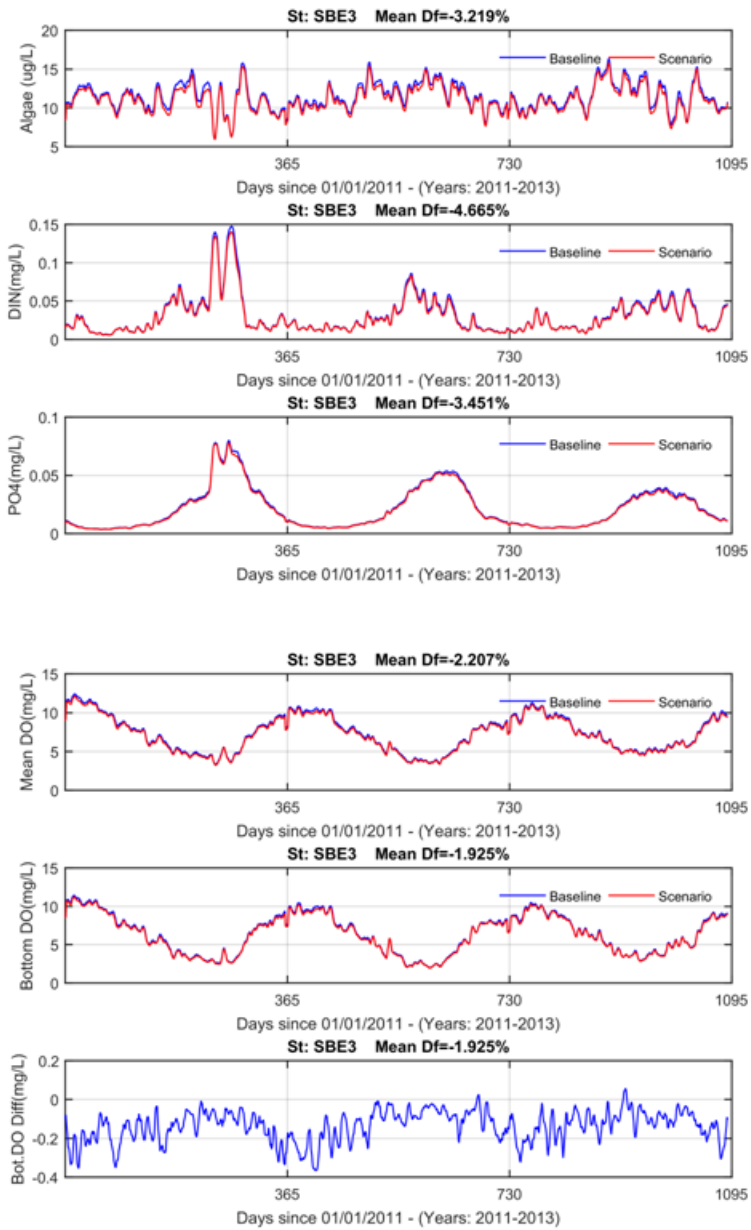 St: SBE3 Mean Df=-3.219%
20
15
10
5
Algae (ug/L)
Baseline Scenario
365 730 1095
Days since 01/01/2011 - (Years: 2011-2013)
St: SBE3 Mean Df=-4.665%
0.15
0.1
0.05
0
DIN(mg/L)
Baseline Scenario
365 730 1095
Days since 01/01/2011 - (Years: 2011-2013)
St: SBE3 Mean Df=-3.451%
0.1
0.05
0
PO4(mg/L)
Baseline Scenario
365 730 1095
Days since 01/01/2011 - (Years: 2011-2013)
St: SBE3 Mean Df=-2.207%
15
10
5
0
Mean DO(mg/L)
Baseline Scenario
365 730 1095
Days since 01/01/2011 - (Years: 2011-2013)
St: SBE3 Mean Df=-1.925%
15
10
5
0
Bottom DO(mg/L)
Baseline Scenario
365 730 1095
Days since 01/01/2011 - (Years: 2011-2013)
St: SBE3 Mean Df=-1.925%
0.2
0
-0.2
-0.4
Bot.DO Diff(mg/L)
365 730 1095
Days since 01/01/2011 - (Years: 2011-2013)